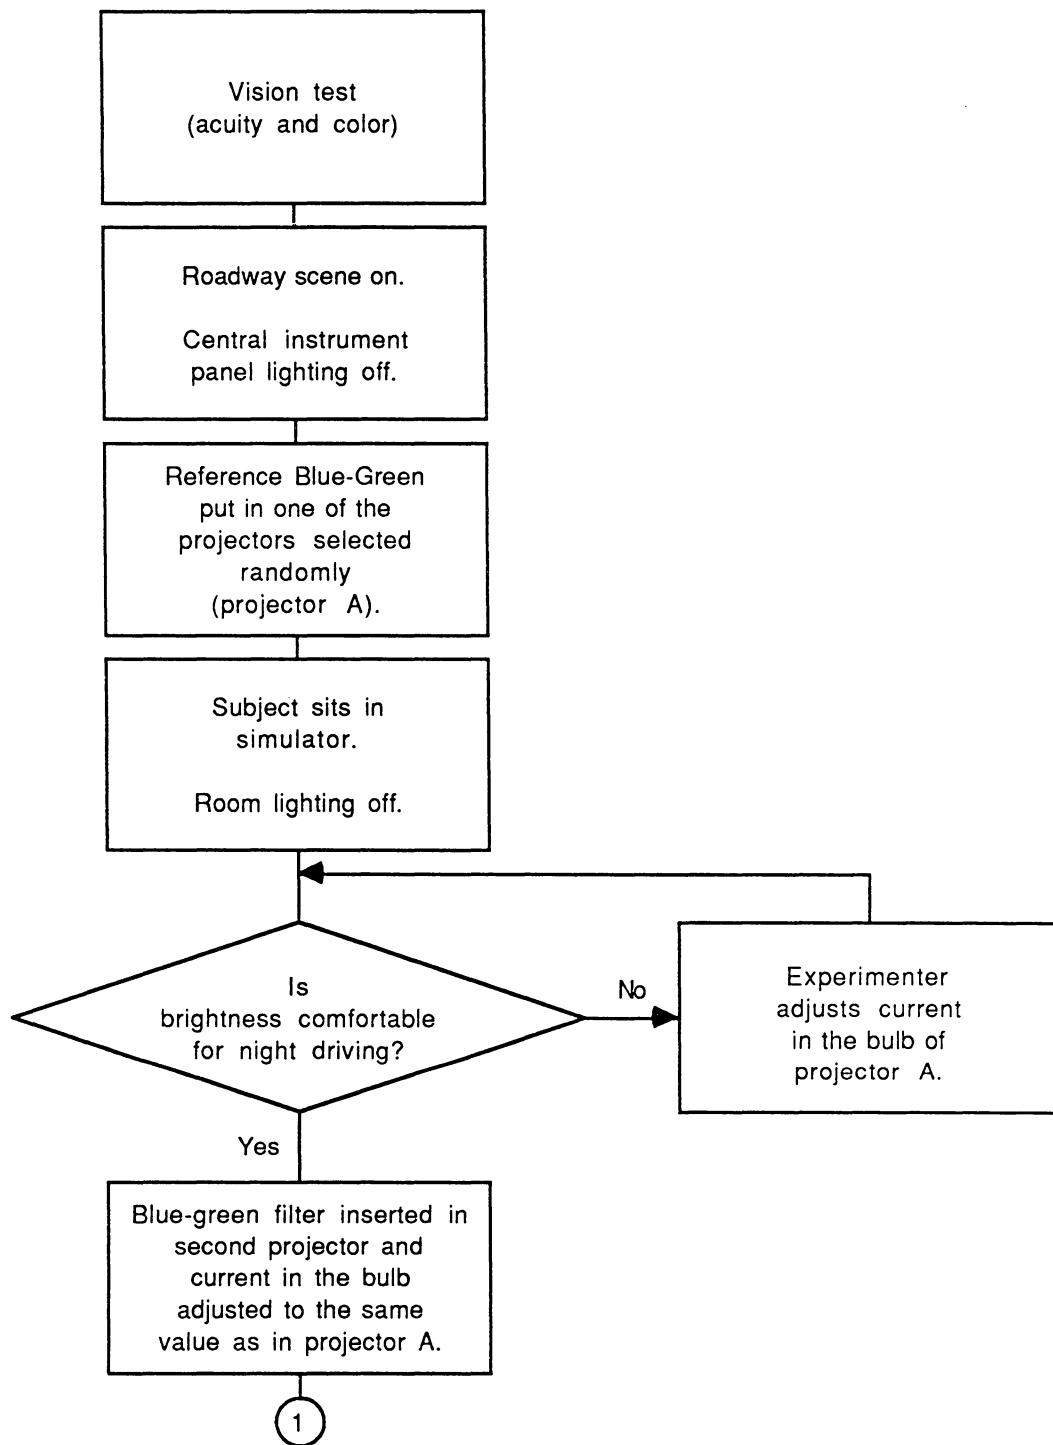 Vision test
(acuity and color)
Roadway scene on.
Central instrument
panel lighting off.
Reference Blue-Green
put in one of the
projectors selected
randomly
(projector A).
Subject sits in
simulator.
Room lighting off.
Is
brightness comfortable
for night driving?
No
Experimenter
adjusts current
in the bulb of
projector A.
Yes
Blue-green filter inserted in
second projector and
current in the bulb
adjusted to the same
value as in projector A.
1